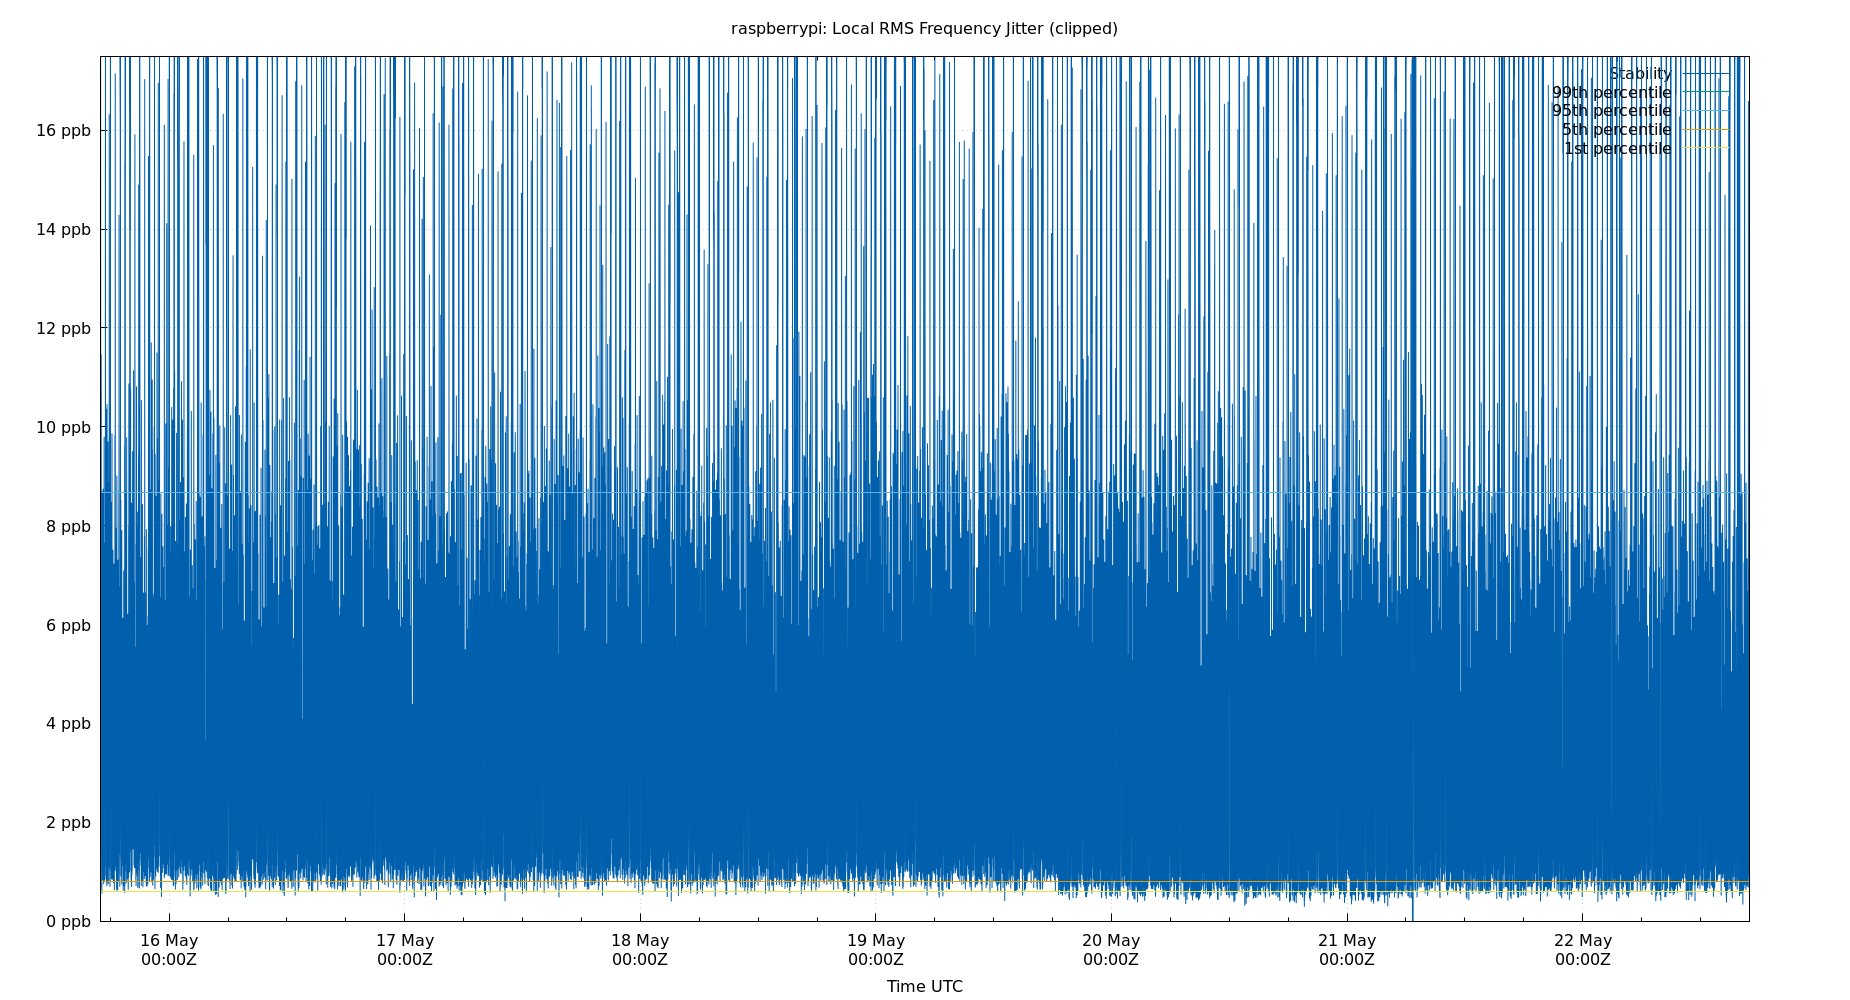 raspberrypi: Local RMS Frequency Jitter (clipped)
Stability
99th percentile
95th percentile
5th percentile
1st percentile
16 ppb
14 ppb
12 ppb
10 ppb
8 ppb
6 ppb
4 ppb
2 ppb
0 ppb
16 May 17 May 18 May 19 May 20 May 21 May 22 May
00:00Z 00:00Z 00:00Z 00:00Z 00:00Z 00:00Z 00:00Z
Time UTC